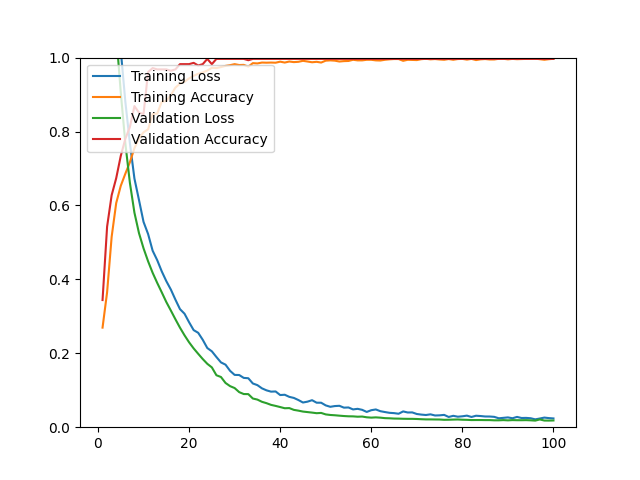 1.0
Training Loss
Training Accuracy
Validation Loss
Validation Accuracy
0.8
0.6
0.4
0.2
0.0
0 20 40 60 80 100